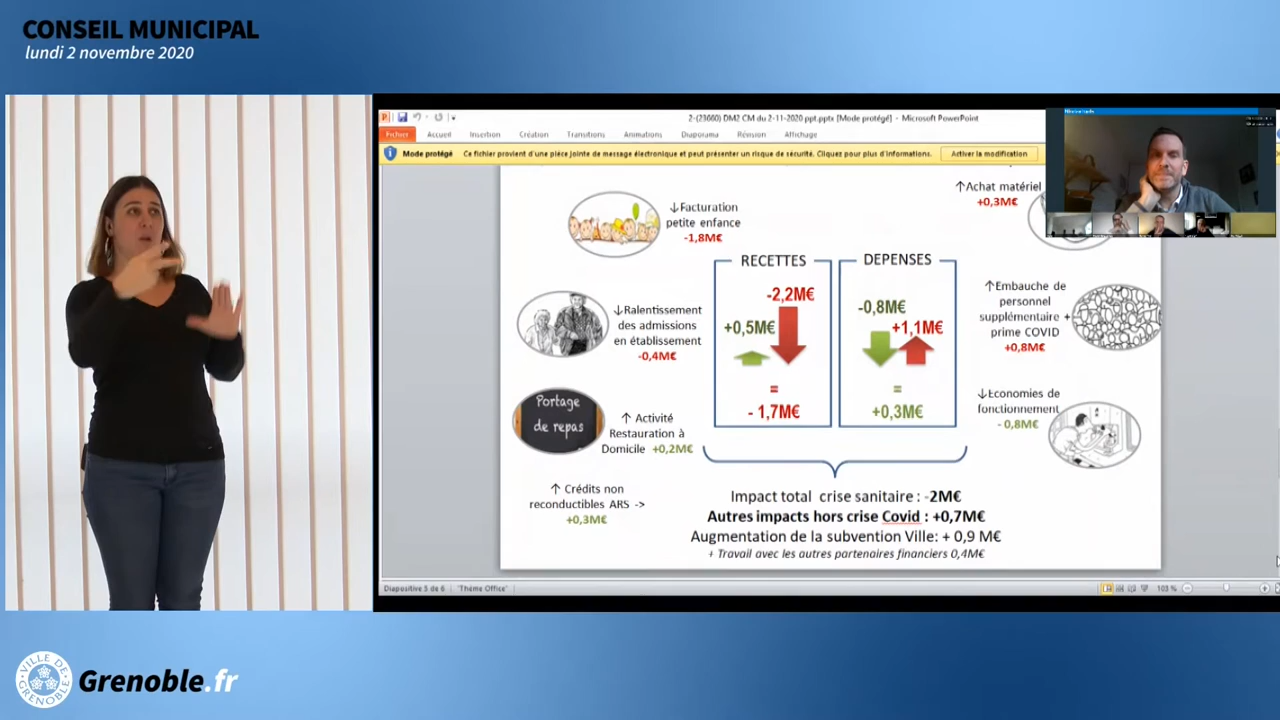 CONSEIL MUNICIPAL
lundi 2 novembre 2020
2-(23660) DM2 CM du 2-11-2020 ppt.pptx [Mode protégé] - Microsoft PowerPoint
Fichier Accueil Insertion Création Transitions Animations Diaporama Révision Affichage
Mode protégé Ce fichier provient d'une pièce jointe de message électronique et peut présenter un risque de sécurité. Cliquez pour plus d'informations. Activer la modification
↓Facturation
petite enfance
-1,8M€
↑Achat matériel
+0,3M€
↓Ralentissement
des admissions
en établissement
-0,4M€
Portage
de repas
↑ Activité
Restauration à
Domicile +0,2M€
↑ Crédits non
reconductibles ARS ->
+0,3M€
RECETTES
-2,2M€
+0,5M€
=
- 1,7M€
DEPENSES
-0,8M€
+1,1M€
=
+0,3M€
↑Embauche de
personnel
supplémentaire +
prime COVID
+0,8M€
↓Economies de
fonctionnement
- 0,8M€
Impact total crise sanitaire : -2M€
Autres impacts hors crise Covid : +0,7M€
Augmentation de la subvention Ville: + 0,9 M€
+ Travail avec les autres partenaires financiers 0,4M€
Diapositive 5 de 6 "Thème Office" 103 %
VILLE DE
GRENOBLE
Grenoble.fr